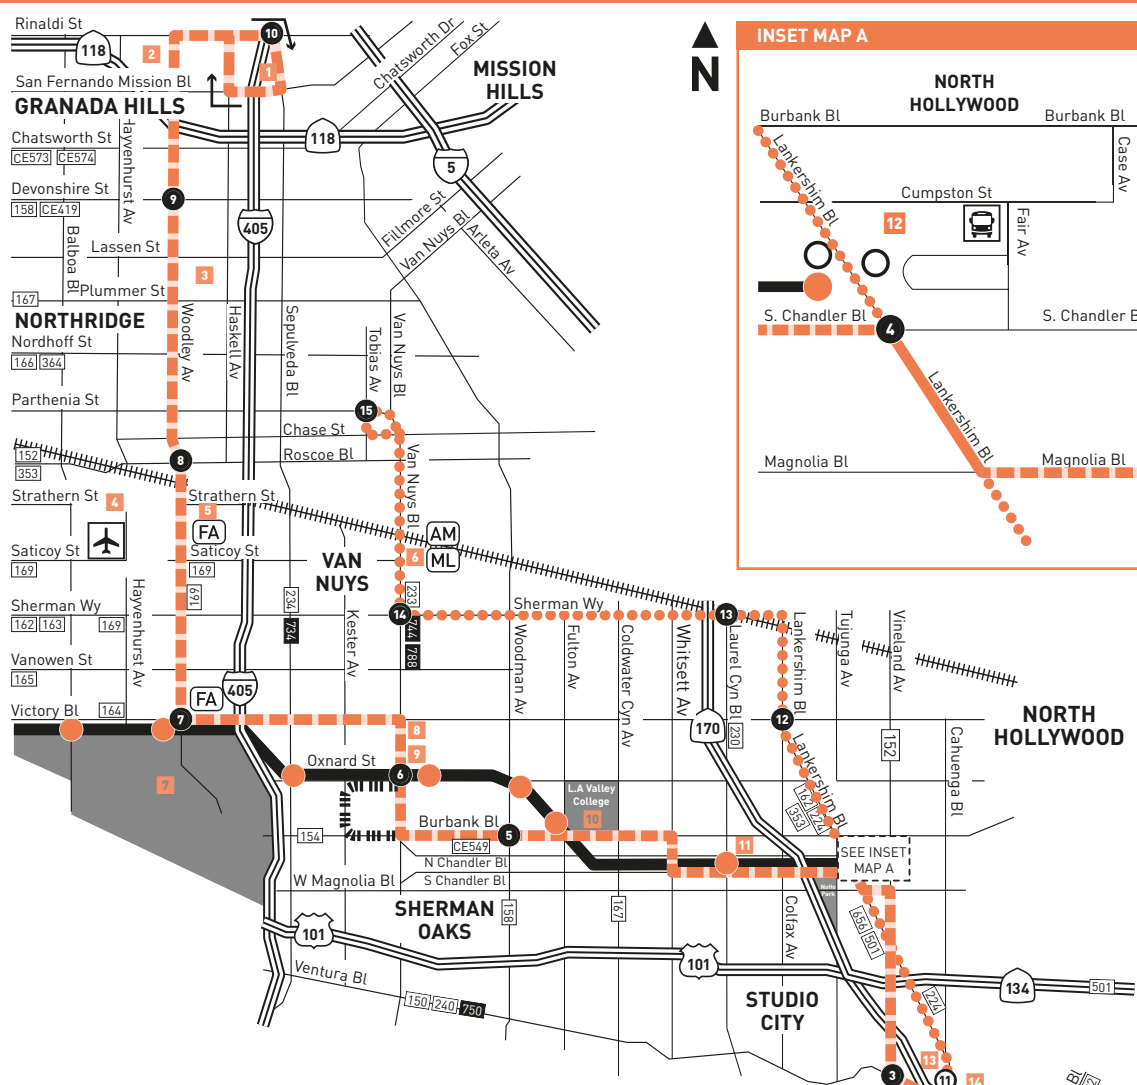 Rinaldi St
118
2
10
1
San Fernando Mission Bl
GRANADA HILLS
Chatsworth Dr
Fox St
MISSION
HILLS
118
5
Chatsworth St
CE573 CE574
Hayvenhurst Av
Devonshire St
158 CE419
9
405
Balboa Bl
Lassen St
3
Fillmore St
Van Nuys Bl
Arleta Av
Plummer St
167
NORTHRIDGE
Nordhoff St
166 364
Woodley Av
Haskell Av
Sepulveda Bl
Tobias Av
Van Nuys Bl
Parthenia St
15
Chase St
Roscoe Bl
152
353
8
Strathern St
4
5
Strathern St
FA
Van Nuys Bl
AM
ML
6
Saticoy St
169
Saticoy St
169
VAN
NUYS
Hayvenhurst Av
169
Sherman Wy
162 163
169
234
734
Kester Av
233
14
744
788
Sherman Wy
13
Vanowen St
165
Woodman Av
Fulton Av
Coldwater Cyn Av
Whitsett Av
Laurel Cyn Bl
230
Lankershim Bl
Tujunga Av
Vineland Av
Victory Bl
164
FA
7
405
8
9
170
12
NORTH
HOLLYWOOD
152
Cahuenga Bl
7
Oxnard St
6
L.A Valley
College
10
Lankershim Bl
162 224
353
154
Burbank Bl
5
CE549
N Chandler Bl
11
SEE INSET
MAP A
W Magnolia Bl
S Chandler Bl
SHERMAN
OAKS
158
167
Colfax Av
656 501
101
101
134
501
Ventura Bl
150 240 750
STUDIO
CITY
224
13
3
11
14
N
INSET MAP A
NORTH
HOLLYWOOD
Burbank Bl
Burbank Bl
Lankershim Bl
Case Av
Cumpston St
12
Fair Av
S. Chandler Bl
4
S. Chandler B
Lankershim Bl
Magnolia Bl
Magnolia Bl